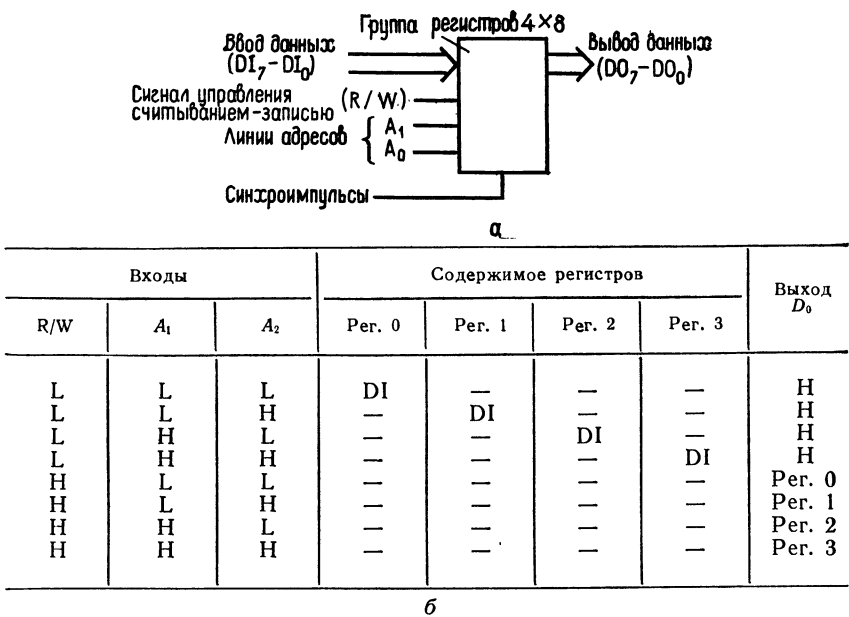 Группа регистров 4×8
Ввод данных
(DI₇-DI₀)
Вывод данных
(DO₇-DO₀)
Сигнал управления
считыванием-записью
(R/W)
Линии адресов { A₁
A₀
Синхроимпульсы
а
Входы Содержимое регистров Выход D₀
R/W A₁ A₂ Рег. 0 Рег. 1 Рег. 2 Рег. 3
L L L DI — — — H
L L H — DI — — H
L H L — — DI — H
L H H — — — DI H
H L L — — — — Рег. 0
H L H — — — — Рег. 1
H H L — — — — Рег. 2
H H H — — — — Рег. 3
б